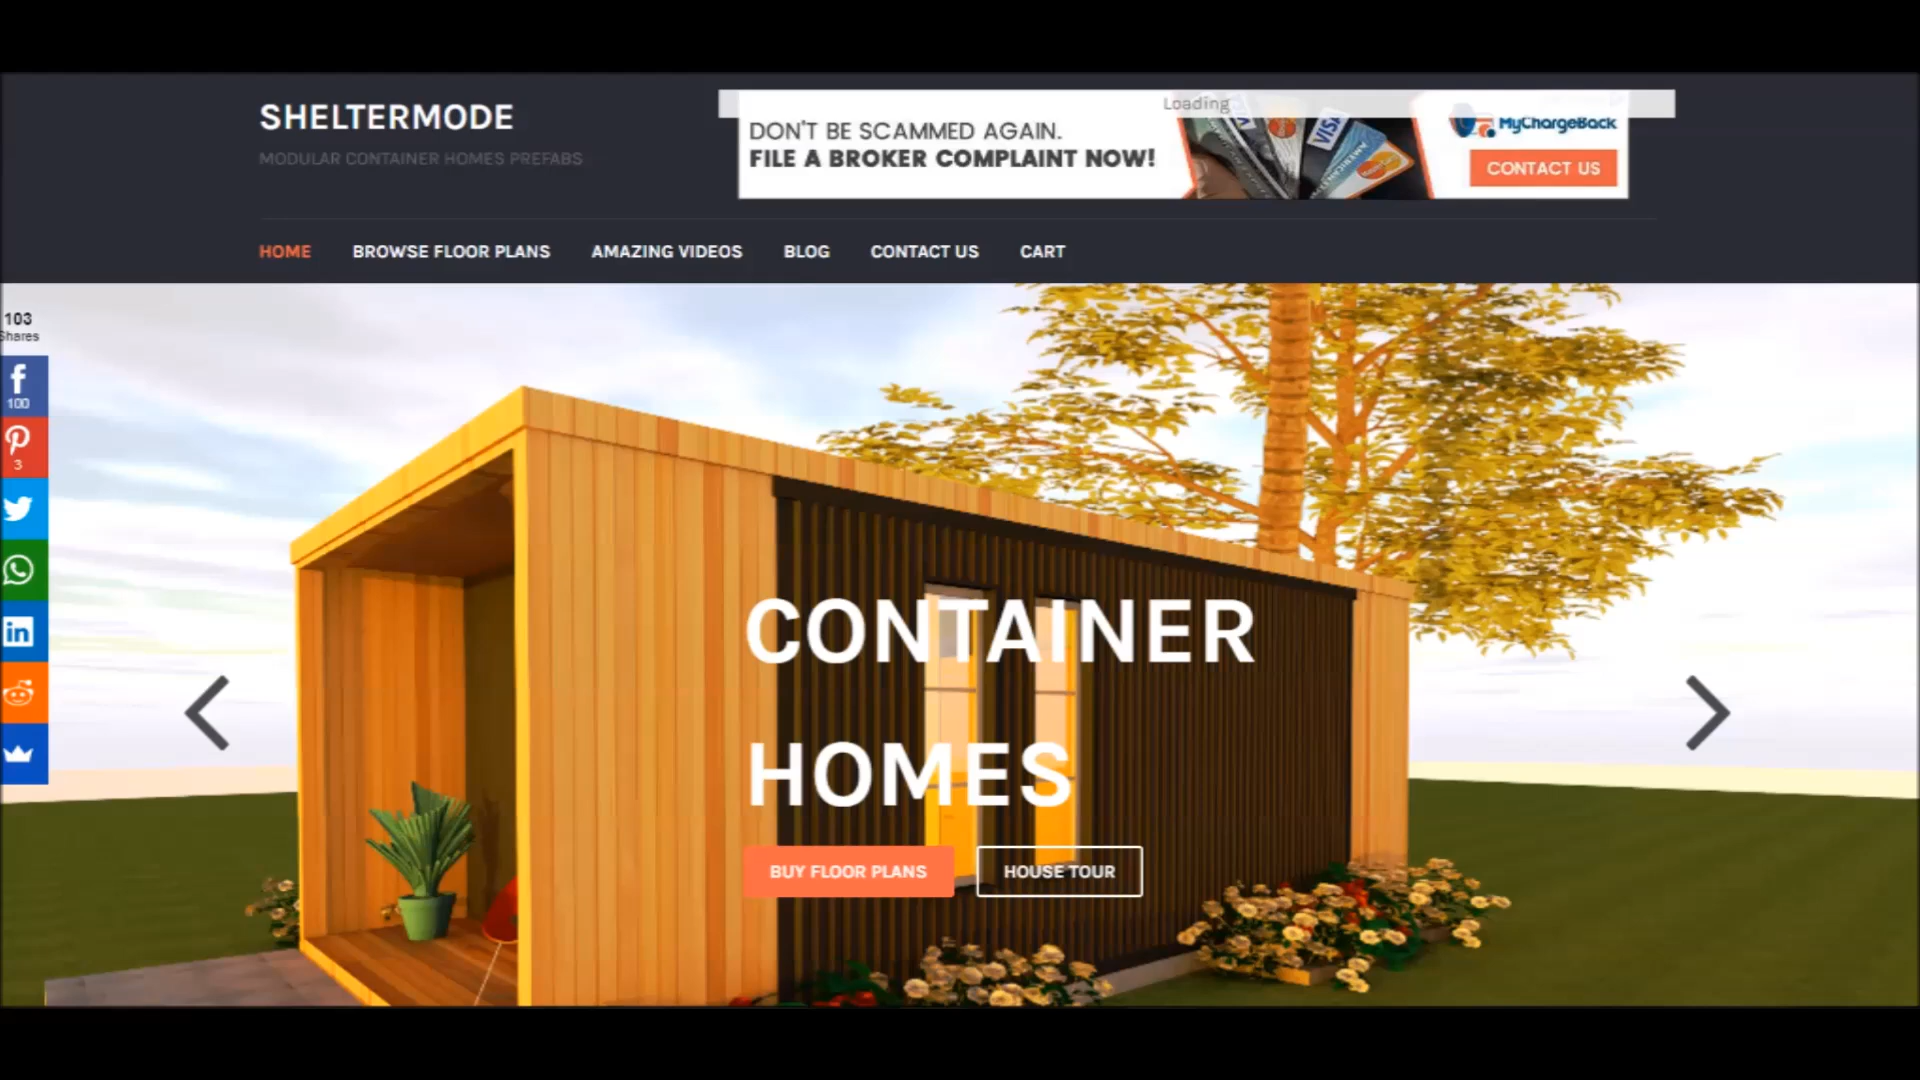 SHELTERMODE
MODULAR CONTAINER HOMES PREFABS
Loading
DON'T BE SCAMMED AGAIN.
FILE A BROKER COMPLAINT NOW!
VISA
MyChargeBack
CONTACT US
HOME BROWSE FLOOR PLANS AMAZING VIDEOS BLOG CONTACT US CART
103
Shares
100
3
CONTAINER
HOMES
BUY FLOOR PLANS HOUSE TOUR